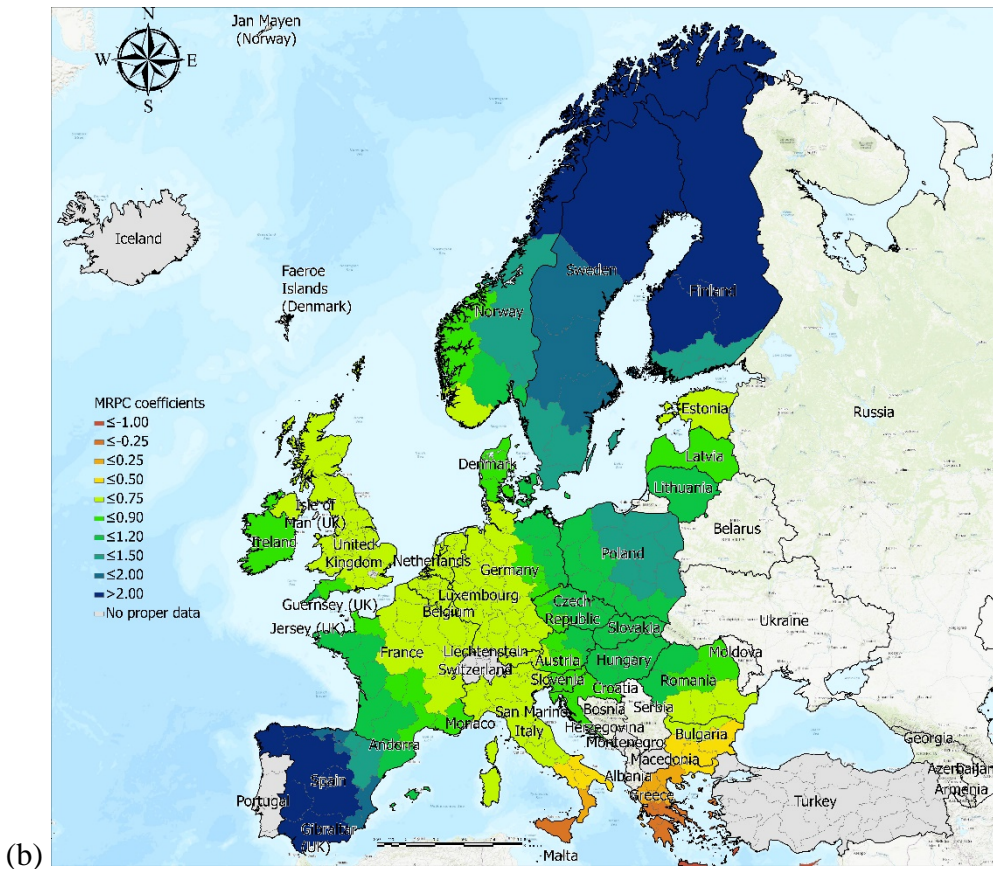 Jan Mayen
(Norway)
N
W
E
S
Iceland
Faeroe
Islands
(Denmark)
Sweden
Finland
Norway
MRPC coefficients
≤-1.00
≤-0.25
≤0.25
≤0.50
≤0.75
≤0.90
≤1.20
≤1.50
≤2.00
>2.00
No proper data
Estonia
Russia
Latvia
Denmark
Lithuania
Isle of
Man (UK)
Ireland
United
Kingdom
Belarus
Netherlands
Poland
Germany
Luxembourg
Belgium
Guernsey (UK)
Czech
Republic
Jersey (UK)
Slovakia
Ukraine
France
Liechtenstein
Switzerland
Austria
Hungary
Moldova
Slovenia
Romania
Croatia
San Marino
Bosnia
Serbia
Monaco
Italy
Herzegovina
Andorra
Montenegro
Bulgaria
Georgia
Macedonia
Albania
Azerbaijan
Armenia
Spain
Portugal
Greece
Turkey
Gibraltar
(UK)
Malta
(b)